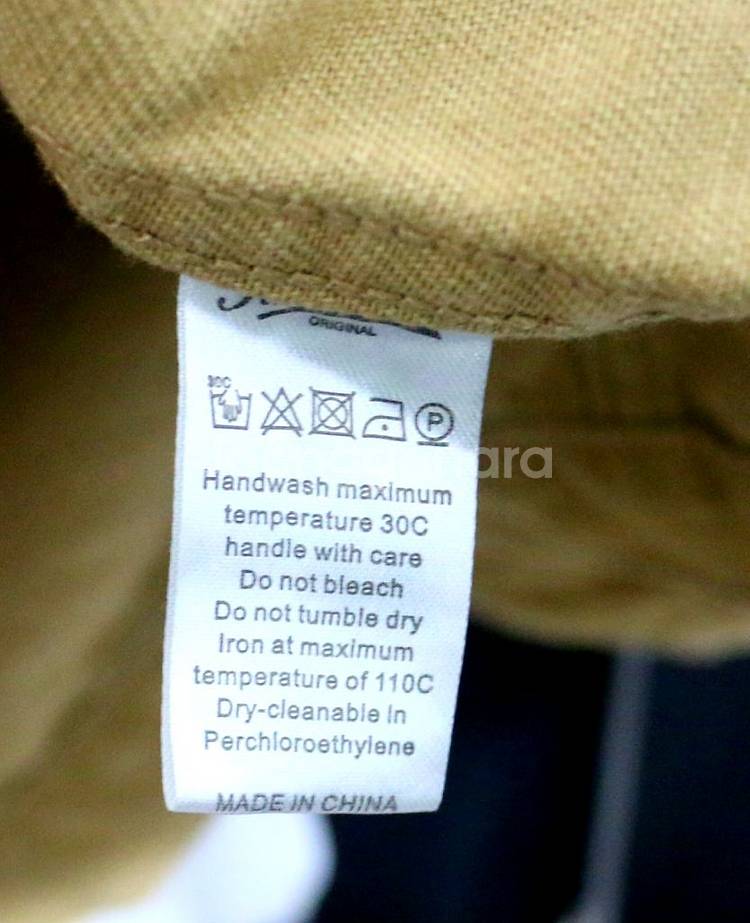 ORIGINAL
30C
P
Handwash maximum
temperature 30C
handle with care
Do not bleach
Do not tumble dry
Iron at maximum
temperature of 110C
Dry-cleanable in
Perchloroethylene
MADE IN CHINA